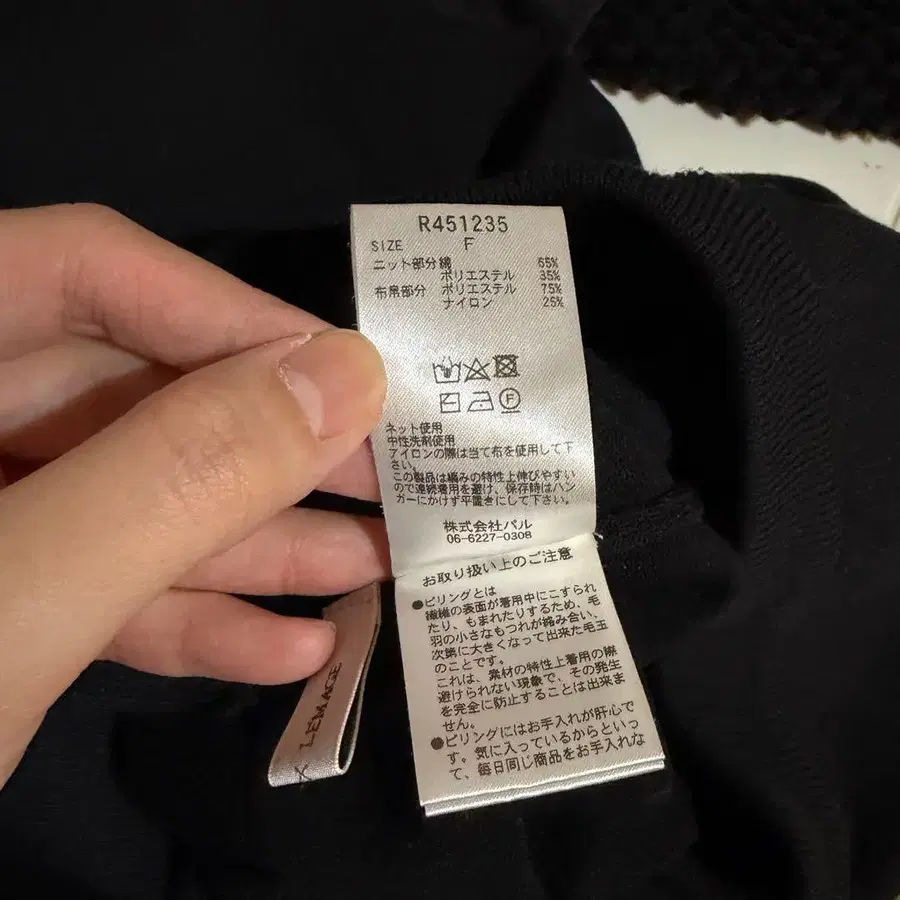 R451235
SIZE F
ニット部分 綿 65%
ポリエステル 35%
布帛部分 ポリエステル 75%
ナイロン 25%
F
ネット使用
中性洗剤使用
アイロンの際は当て布を使用して下
さい。
この製品は編みの特性上伸びやすい
ので連続着用を避け、保存時はハン
ガーにかけず平置きにして下さい。
株式会社パル
06-6227-0308
お取り扱い上のご注意
●ピリングとは
繊維の表面が着用中にこすられ
たり、もまれたりするため、毛
羽の小さなもつれが絡み合い、
次第に大きくなって出来た毛玉
のことです。
これは、素材の特性上着用の際
避けられない現象で、その発生
を完全に防止することは出来ま
せん。
●ピリングにはお手入れが肝心で
す。気に入っているからといっ
て、毎日同じ商品をお手入れな
LEMAGE